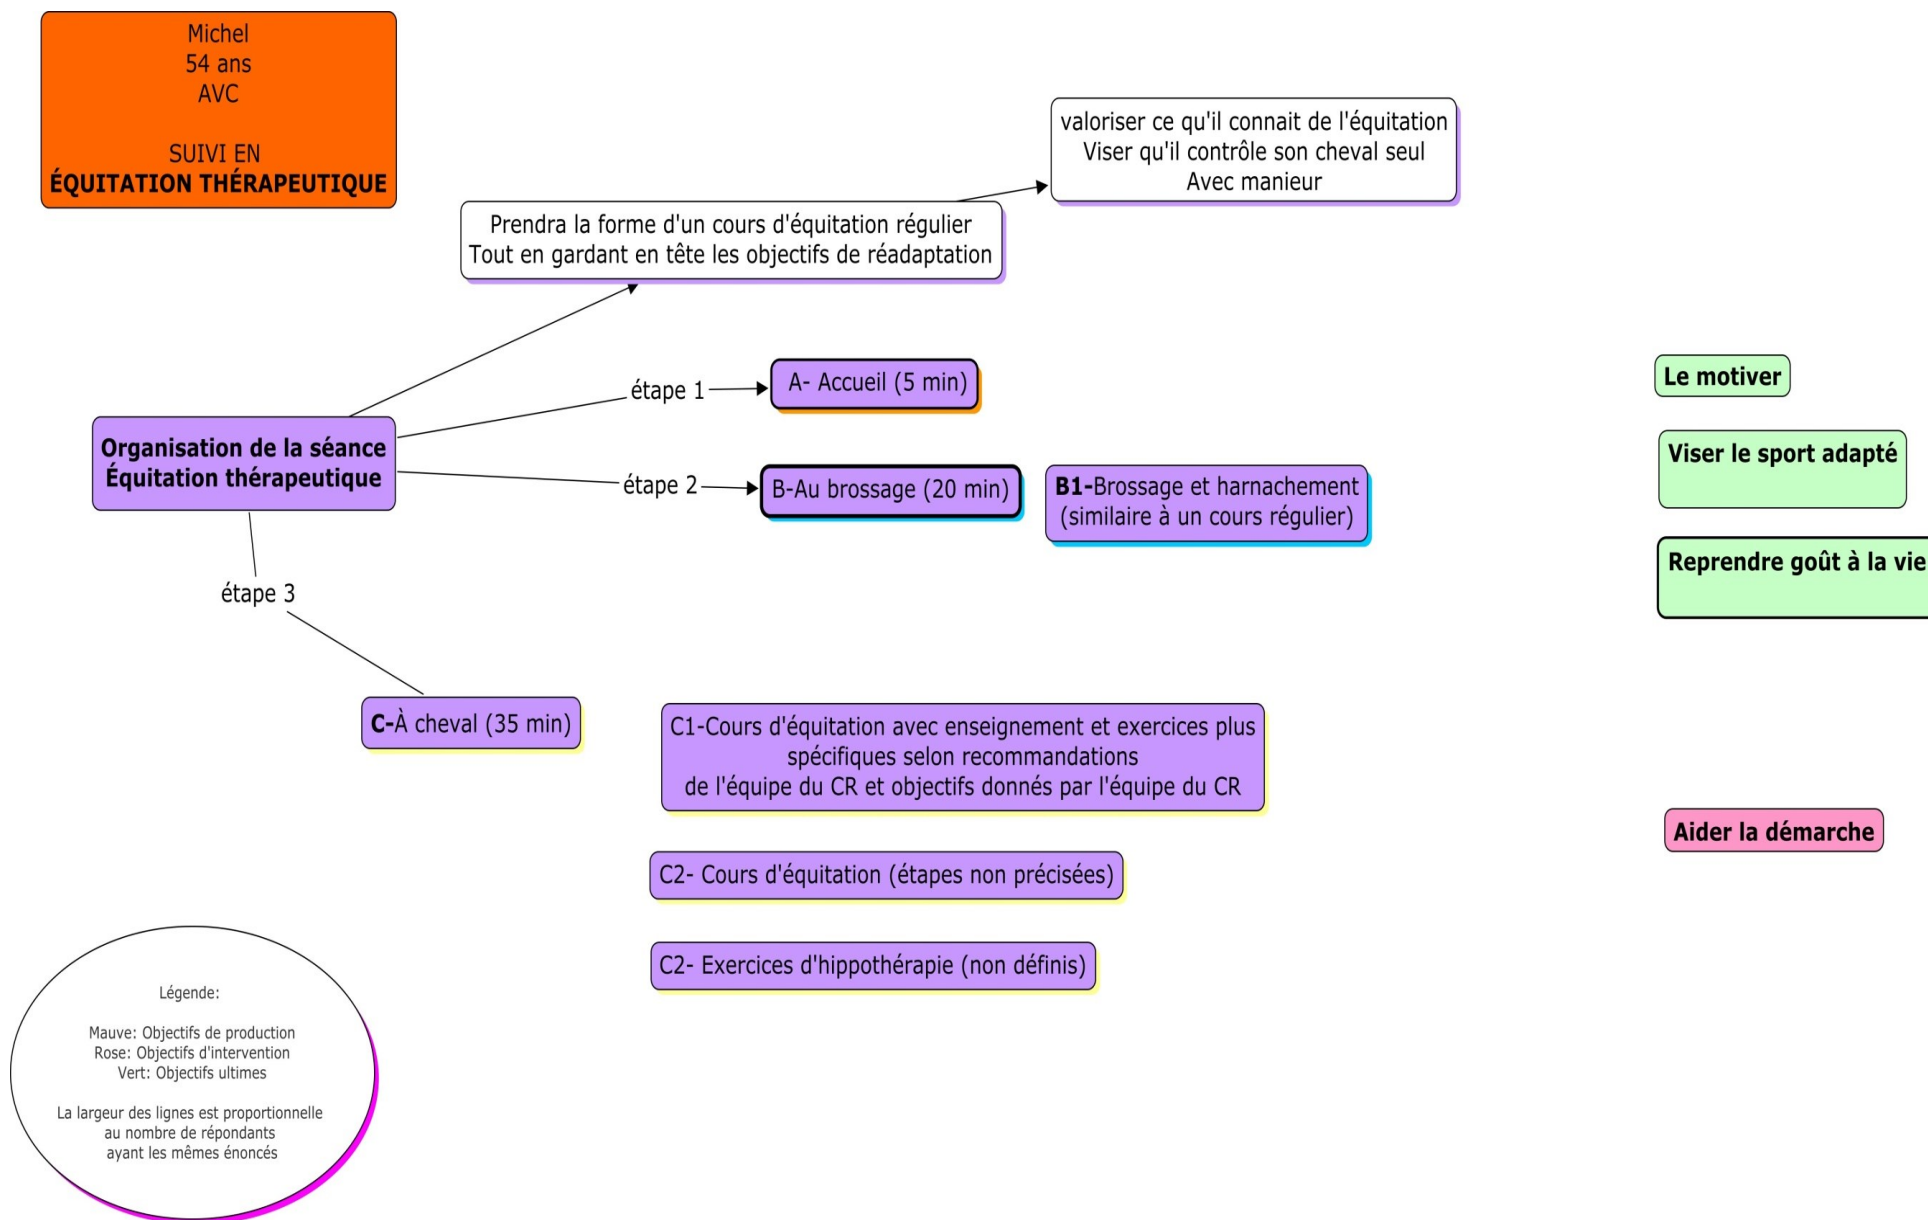 Michel
54 ans
AVC
SUIVI EN
ÉQUITATION THÉRAPEUTIQUE
valoriser ce qu'il connait de l'équitation
Viser qu'il contrôle son cheval seul
Avec manieur
Prendra la forme d'un cours d'équitation régulier
Tout en gardant en tête les objectifs de réadaptation
étape 1
A- Accueil (5 min)
Le motiver
Organisation de la séance
Équitation thérapeutique
étape 2
B-Au brossage (20 min)
B1-Brossage et harnachement
(similaire à un cours régulier)
Viser le sport adapté
Reprendre goût à la vie
étape 3
C-À cheval (35 min)
C1-Cours d'équitation avec enseignement et exercices plus
spécifiques selon recommandations
de l'équipe du CR et objectifs donnés par l'équipe du CR
Aider la démarche
C2- Cours d'équitation (étapes non précisées)
C2- Exercices d'hippothérapie (non définis)
Légende:
Mauve: Objectifs de production
Rose: Objectifs d'intervention
Vert: Objectifs ultimes
La largeur des lignes est proportionnelle
au nombre de répondants
ayant les mêmes énoncés